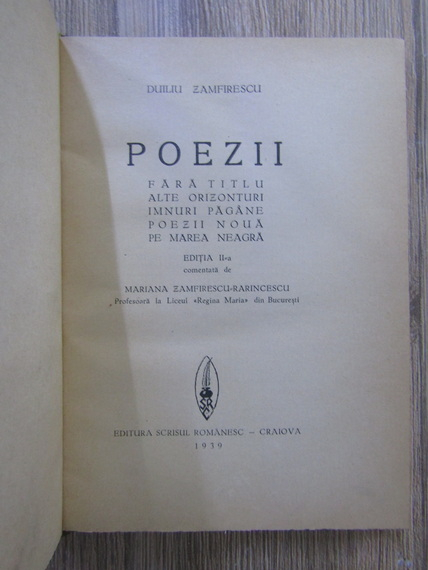 DUILIU ZAMFIRESCU
POEZII
FĂRĂ TITLU
ALTE ORIZONTURI
IMNURI PĂGÂNE
POEZII NOUĂ
PE MAREA NEAGRĂ
EDIȚIA II-a
comentată de
MARIANA ZAMFIRESCU-RARINCESCU
Profesoară la Liceul «Regina Maria» din București
SR
EDITURA SCRISUL ROMÂNESC – CRAIOVA
1939